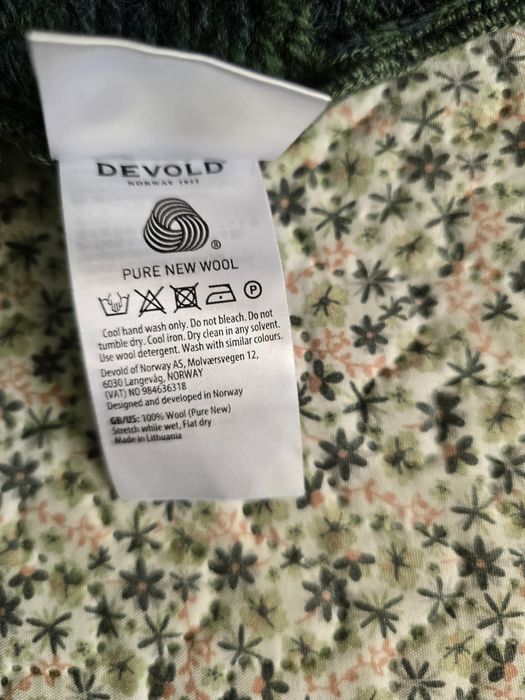 DEVOLD
NORWAY 1853
®
PURE NEW WOOL
P
Cool hand wash only. Do not bleach. Do not
tumble dry. Cool iron. Dry clean in any solvent.
Use wool detergent. Wash with similar colours.
Devold of Norway AS, Molværsvegen 12,
6030 Langevåg, NORWAY
(VAT) NO 984636318
Designed and developed in Norway
GB/US: 100% Wool (Pure New)
Stretch while wet, Flat dry
Made in Lithuania